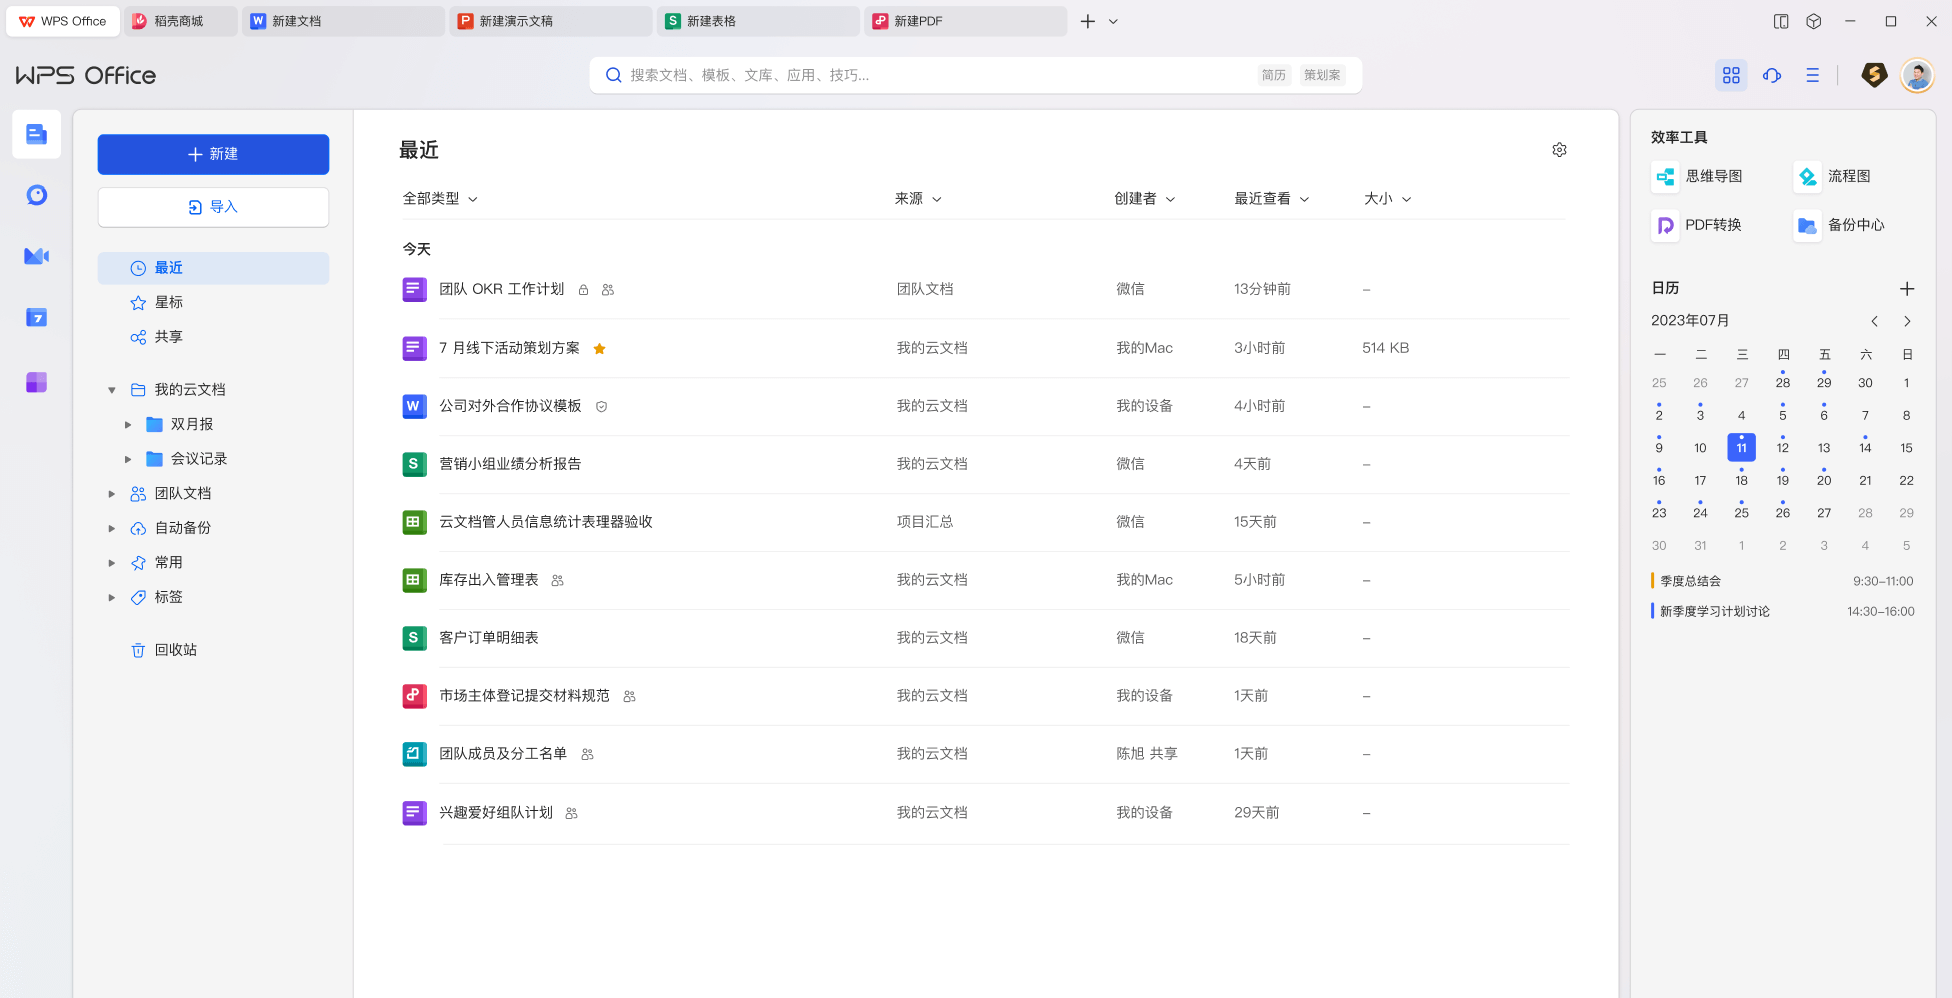 WPS Office
稻壳商城
新建文档
新建演示文稿
新建表格
新建PDF
WPS Office
搜索文档、模板、文库、应用、技巧...
简历
策划案
新建
导入
最近
星标
共享
我的云文档
双月报
会议记录
团队文档
自动备份
常用
标签
回收站
最近
全部类型 来源 创建者 最近查看 大小
今天
团队 OKR 工作计划 团队文档 微信 13分钟前 –
7 月线下活动策划方案 我的云文档 我的Mac 3小时前 514 KB
公司对外合作协议模板 我的云文档 我的设备 4小时前 –
营销小组业绩分析报告 我的云文档 微信 4天前 –
云文档管人员信息统计表理器验收 项目汇总 微信 15天前 –
库存出入管理表 我的云文档 我的Mac 5小时前 –
客户订单明细表 我的云文档 微信 18天前 –
市场主体登记提交材料规范 我的云文档 我的设备 1天前 –
团队成员及分工名单 我的云文档 陈旭 共享 1天前 –
兴趣爱好组队计划 我的云文档 我的设备 29天前 –
效率工具
思维导图 流程图
PDF转换 备份中心
日历
2023年07月
一 二 三 四 五 六 日
25 26 27 28 29 30 1
2 3 4 5 6 7 8
9 10 11 12 13 14 15
16 17 18 19 20 21 22
23 24 25 26 27 28 29
30 31 1 2 3 4 5
季度总结会 9:30–11:00
新季度学习计划讨论 14:30–16:00